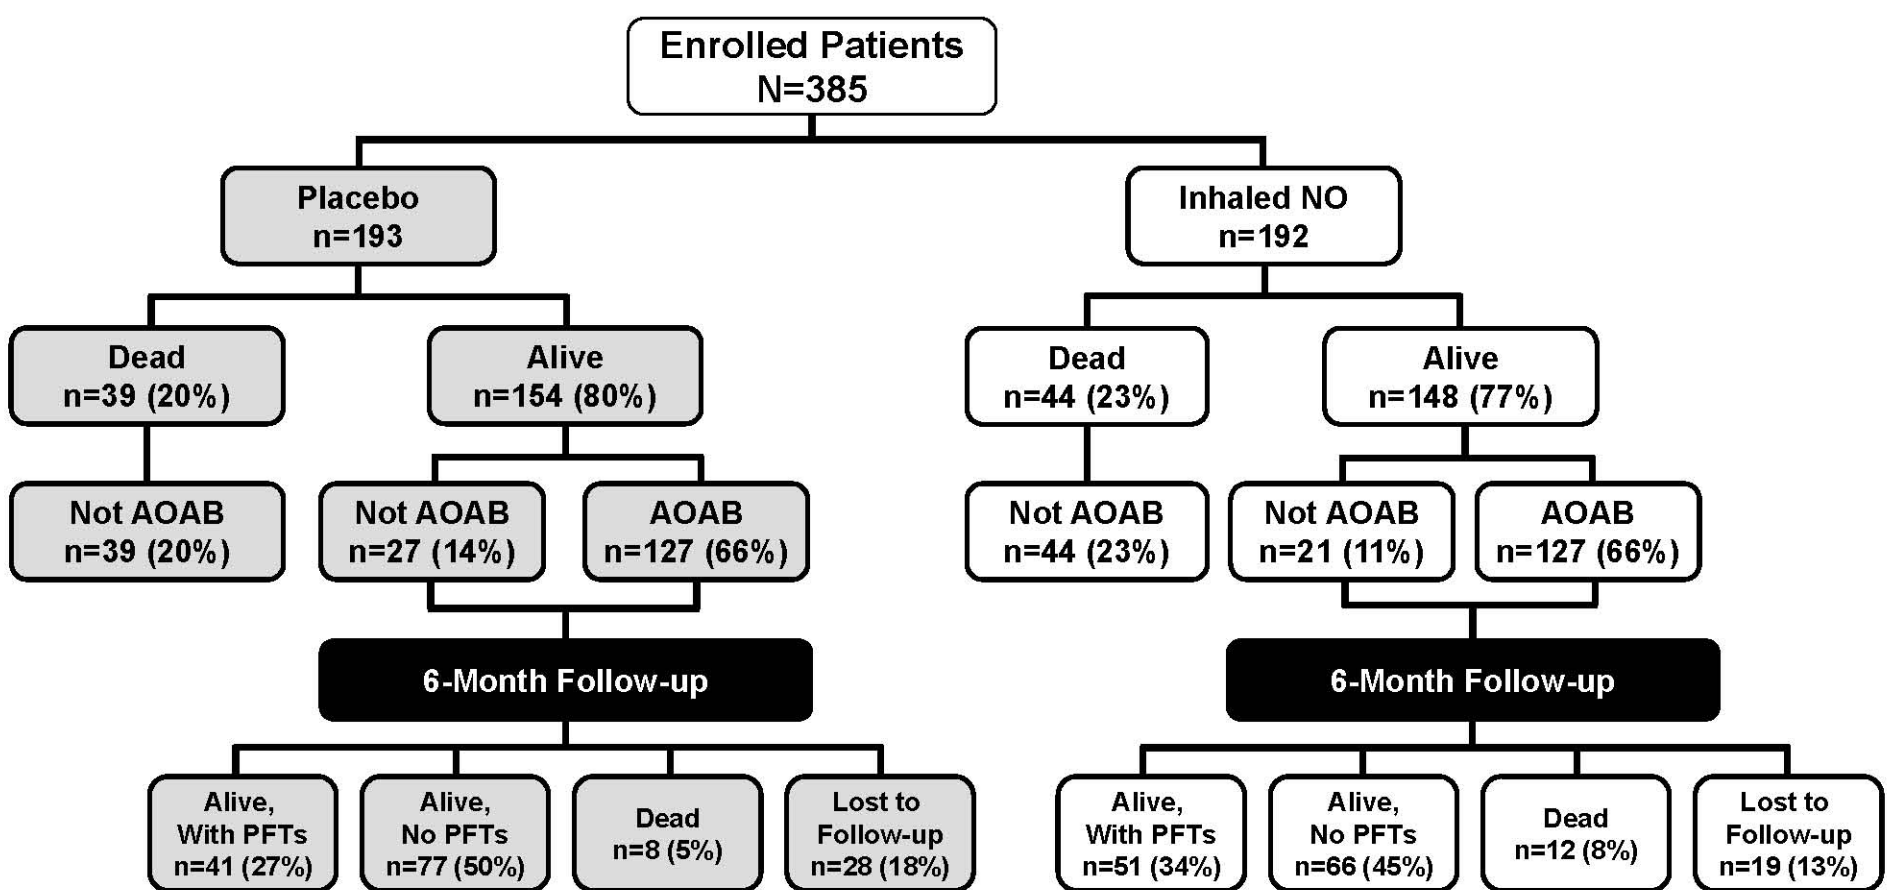 Enrolled Patients
N=385
Placebo
n=193
Inhaled NO
n=192
Dead
n=39 (20%)
Alive
n=154 (80%)
Dead
n=44 (23%)
Alive
n=148 (77%)
Not AOAB
n=39 (20%)
Not AOAB
n=27 (14%)
AOAB
n=127 (66%)
Not AOAB
n=44 (23%)
Not AOAB
n=21 (11%)
AOAB
n=127 (66%)
6-Month Follow-up
6-Month Follow-up
Alive,
With PFTs
n=41 (27%)
Alive,
No PFTs
n=77 (50%)
Dead
n=8 (5%)
Lost to
Follow-up
n=28 (18%)
Alive,
With PFTs
n=51 (34%)
Alive,
No PFTs
n=66 (45%)
Dead
n=12 (8%)
Lost to
Follow-up
n=19 (13%)